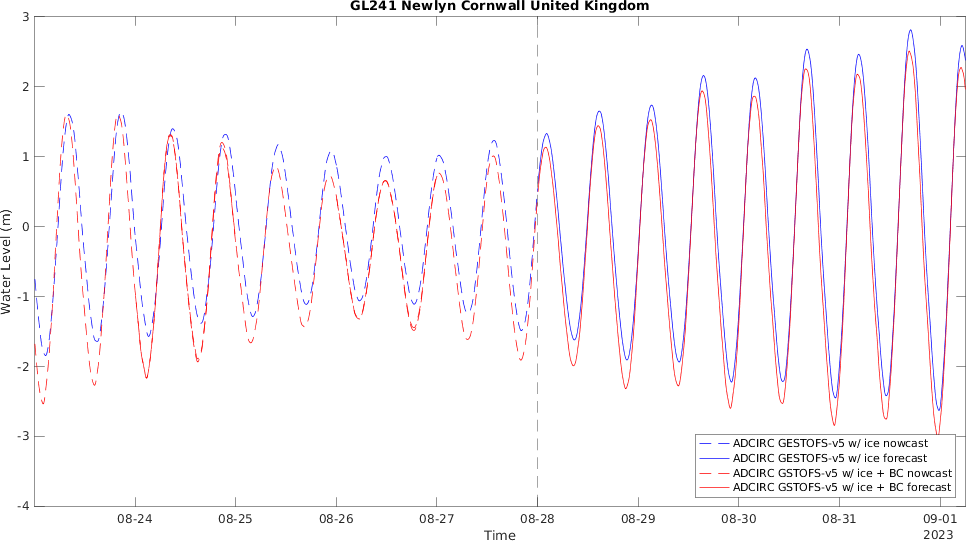 GL241 Newlyn Cornwall United Kingdom
3
2
1
0
-1
-2
-3
-4
Water Level (m)
08-24
08-25
08-26
08-27
08-28
08-29
08-30
08-31
09-01
2023
Time
ADCIRC GESTOFS-v5 w/ ice nowcast
ADCIRC GESTOFS-v5 w/ ice forecast
ADCIRC GSTOFS-v5 w/ ice + BC nowcast
ADCIRC GSTOFS-v5 w/ ice + BC forecast